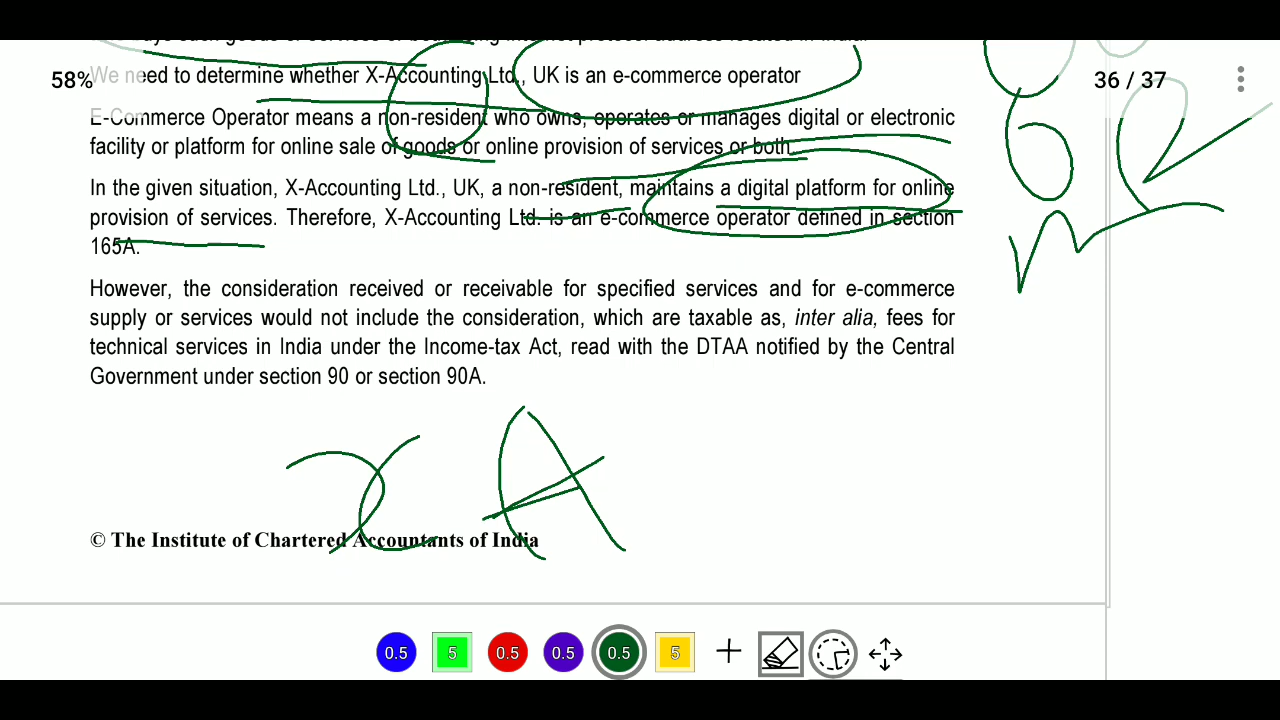 We need to determine whether X-Accounting Ltd., UK is an e-commerce operator
58%
36 / 37
E-Commerce Operator means a non-resident who owns, operates or manages digital or electronic
facility or platform for online sale of goods or online provision of services or both.
In the given situation, X-Accounting Ltd., UK, a non-resident, maintains a digital platform for online
provision of services. Therefore, X-Accounting Ltd. is an e-commerce operator defined in section
165A.
However, the consideration received or receivable for specified services and for e-commerce
supply or services would not include the consideration, which are taxable as, inter alia, fees for
technical services in India under the Income-tax Act, read with the DTAA notified by the Central
Government under section 90 or section 90A.
x A
© The Institute of Chartered Accountants of India
0.5 5 0.5 0.5 0.5 5